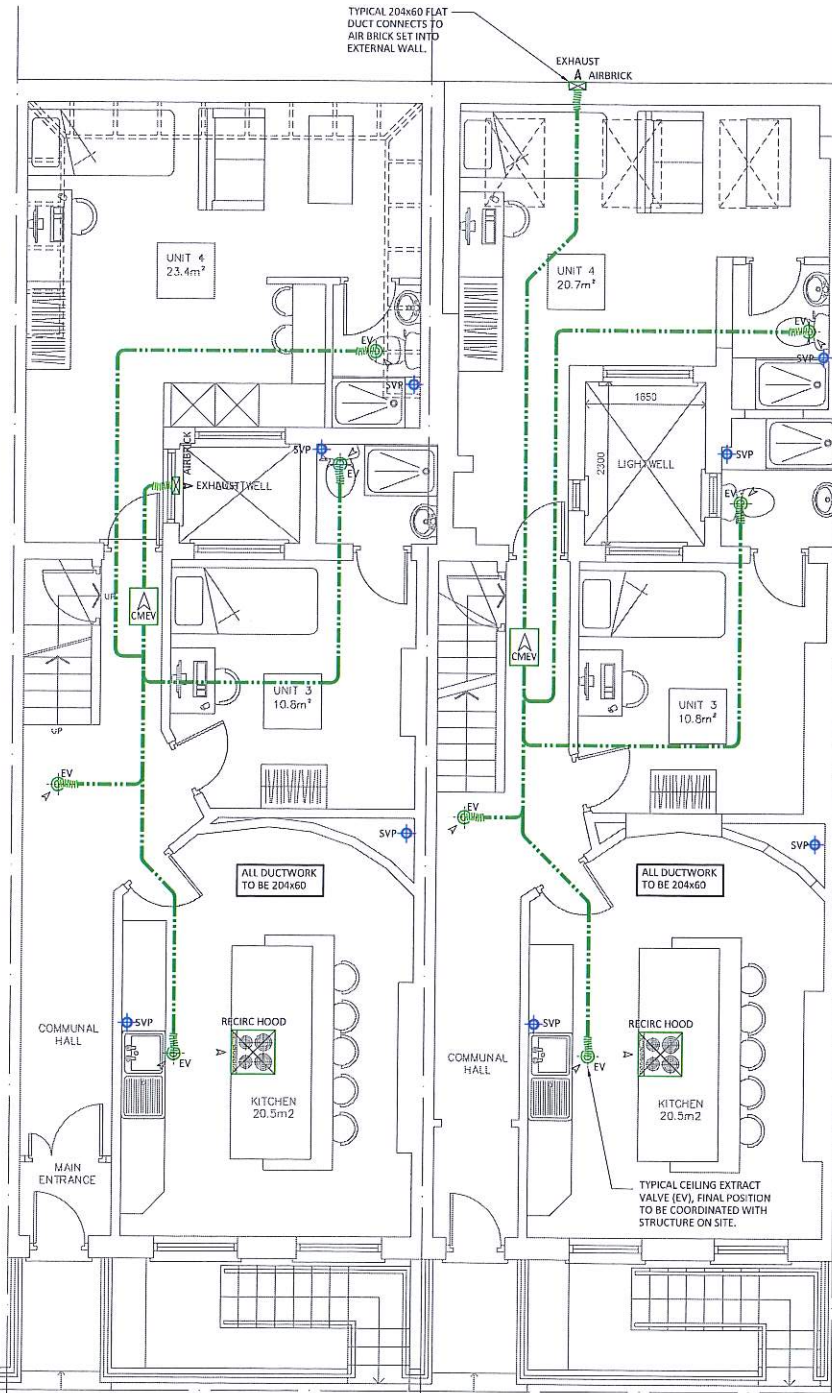 TYPICAL 204x60 FLAT
DUCT CONNECTS TO
AIR BRICK SET INTO
EXTERNAL WALL.
EXHAUST
A AIRBRICK
UNIT 4
23.4m²
UNIT 4
20.7m²
EV
EV
SVP
SVP
1650
2300
LIGHTWELL
AIRBRICK
SVP
SVP
EXHAUSTTWELL
EV
EV
UP
CMEV
CMEV
UNIT 3
10.8m²
UNIT 3
10.8m²
UP
EV
EV
SVP
SVP
ALL DUCTWORK
TO BE 204x60
ALL DUCTWORK
TO BE 204x60
SVP
RECIRC HOOD
SVP
RECIRC HOOD
COMMUNAL
HALL
EV
COMMUNAL
HALL
EV
KITCHEN
20.5m2
KITCHEN
20.5m2
MAIN
ENTRANCE
TYPICAL CEILING EXTRACT
VALVE (EV), FINAL POSITION
TO BE COORDINATED WITH
STRUCTURE ON SITE.